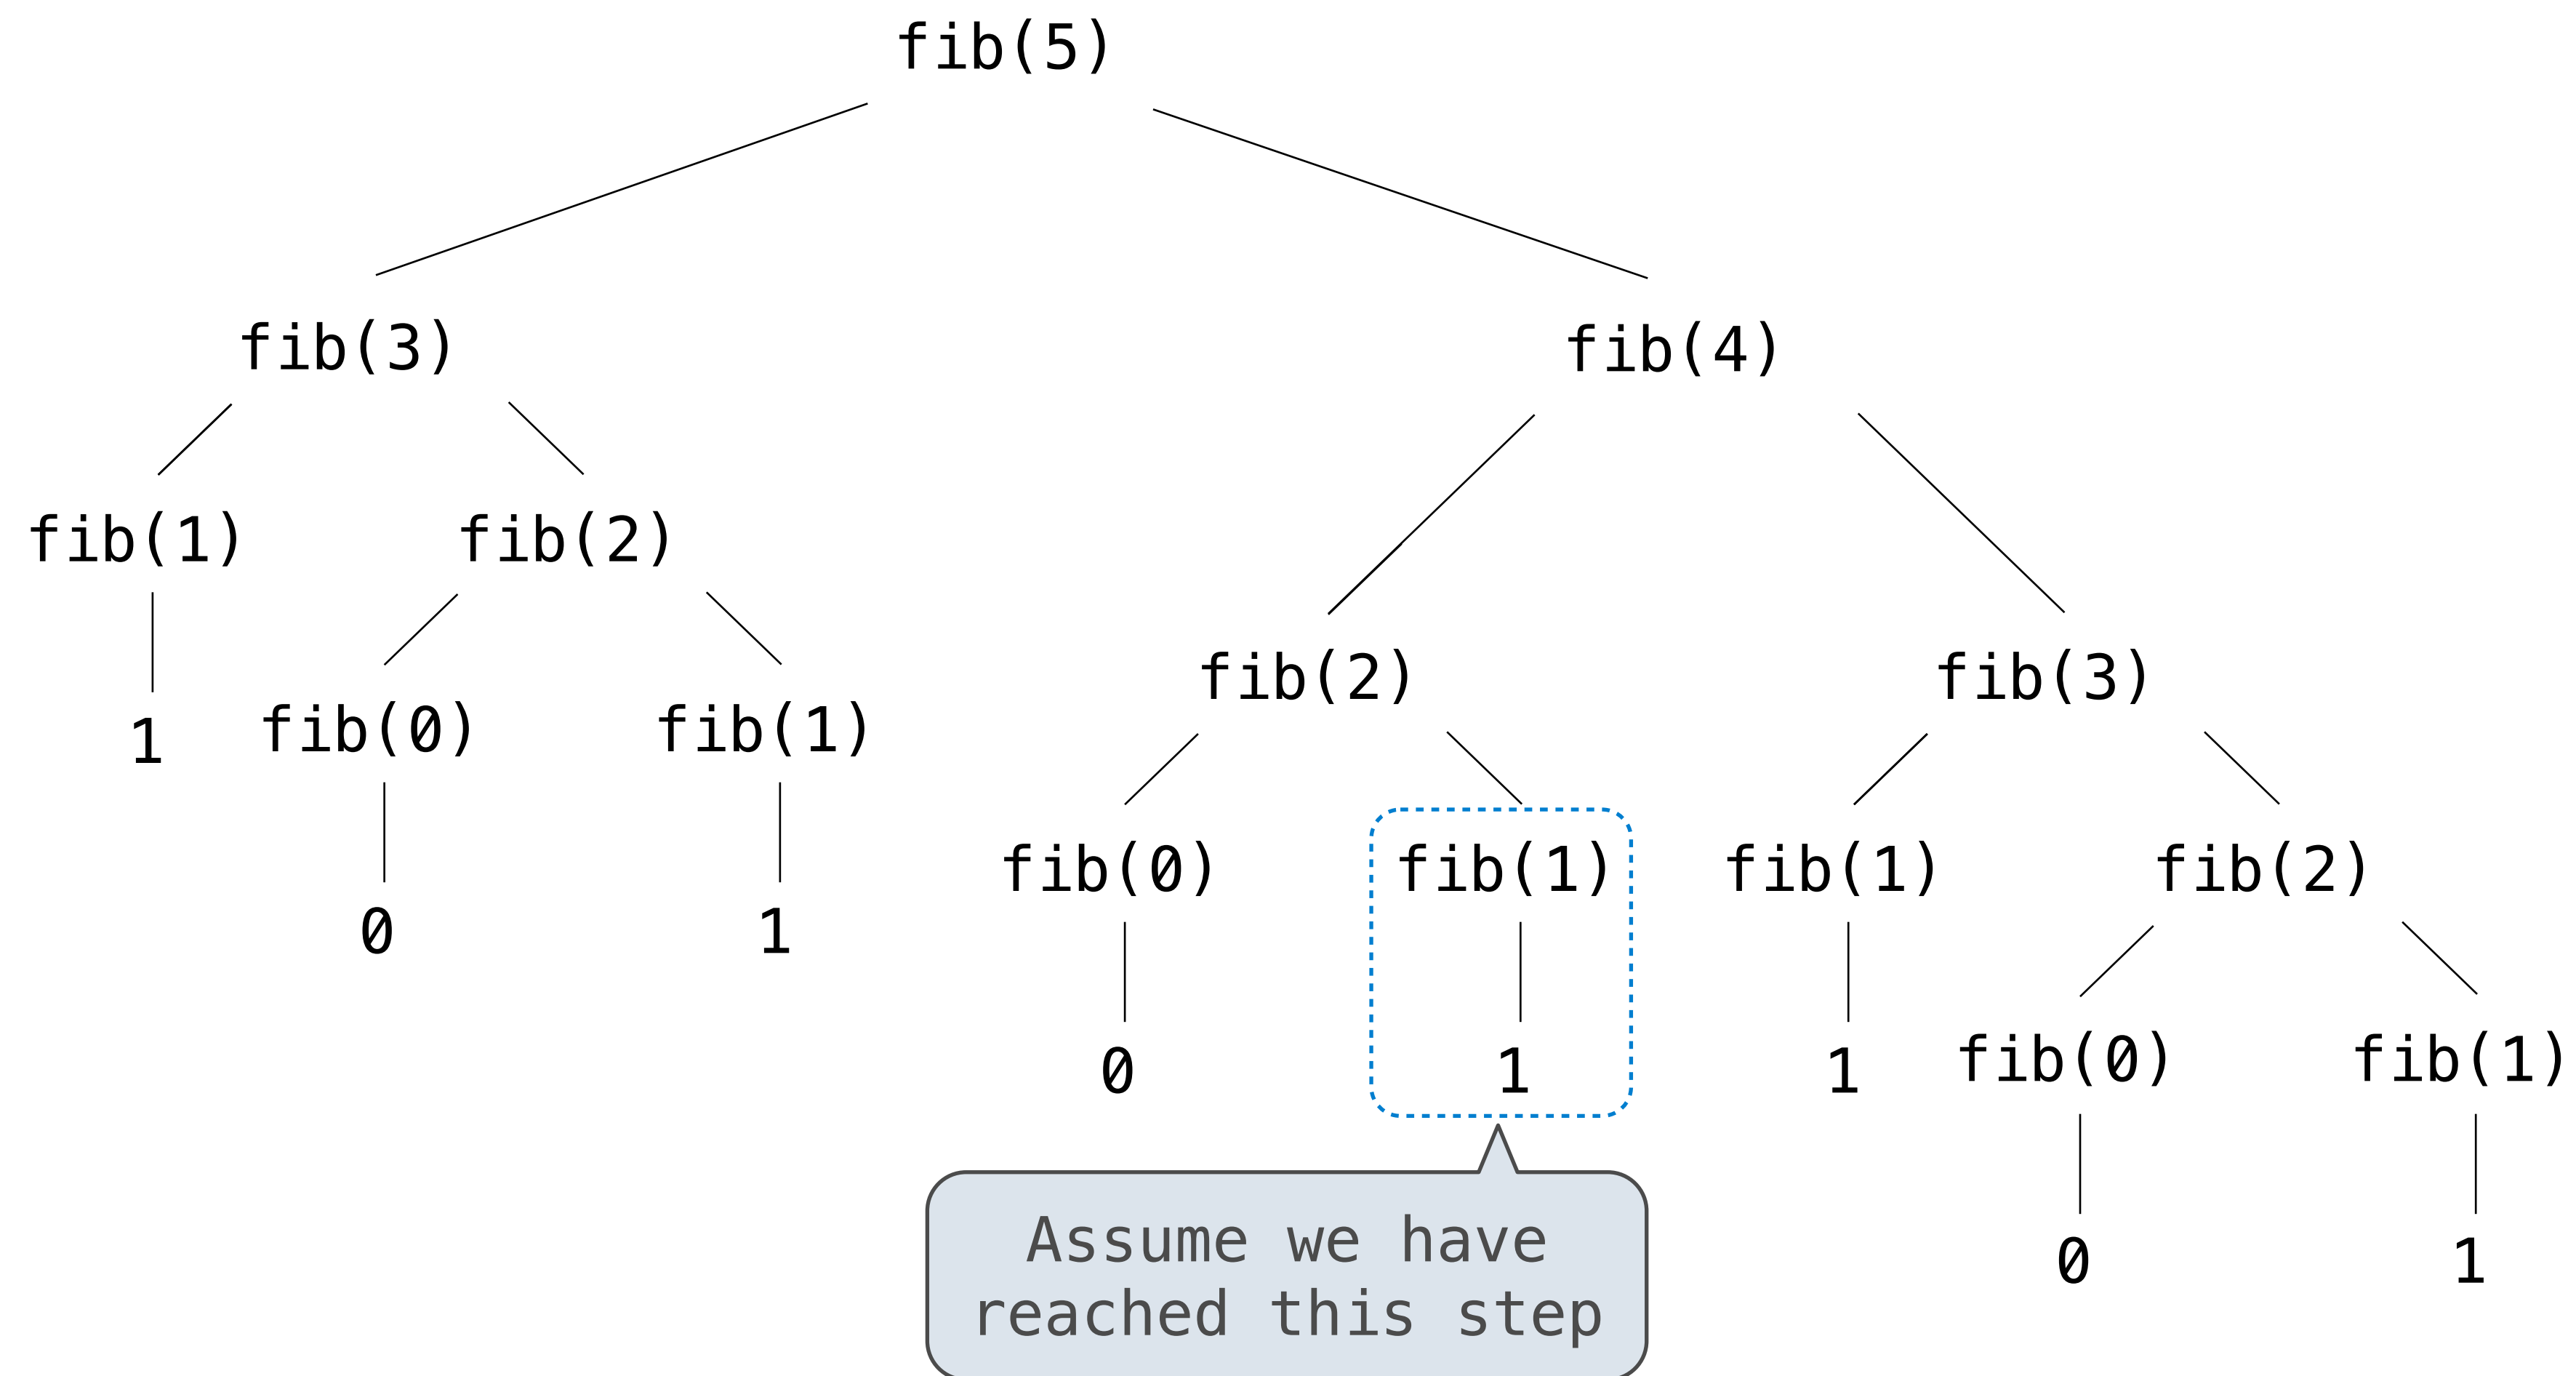 fib(5)
fib(3) fib(4)
fib(1) fib(2)
fib(2) fib(3)
1 fib(0) fib(1)
fib(0) fib(1) fib(1) fib(2)
0 1
0 1 1 fib(0) fib(1)
Assume we have
reached this step
0 1